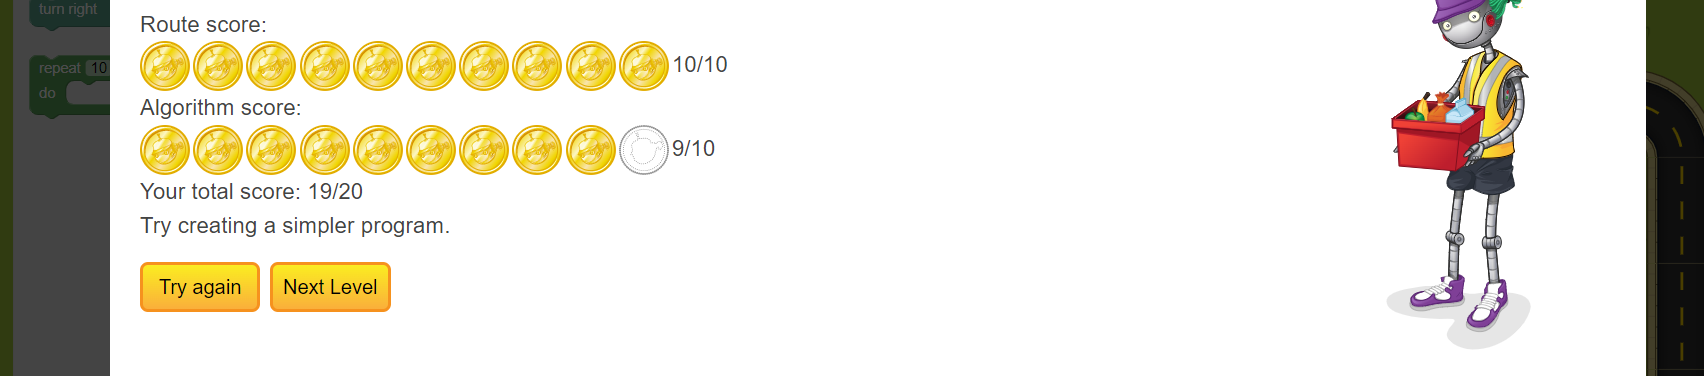 turn right
repeat 10
do
Route score:
10/10
Algorithm score:
9/10
Your total score: 19/20
Try creating a simpler program.
Try again
Next Level